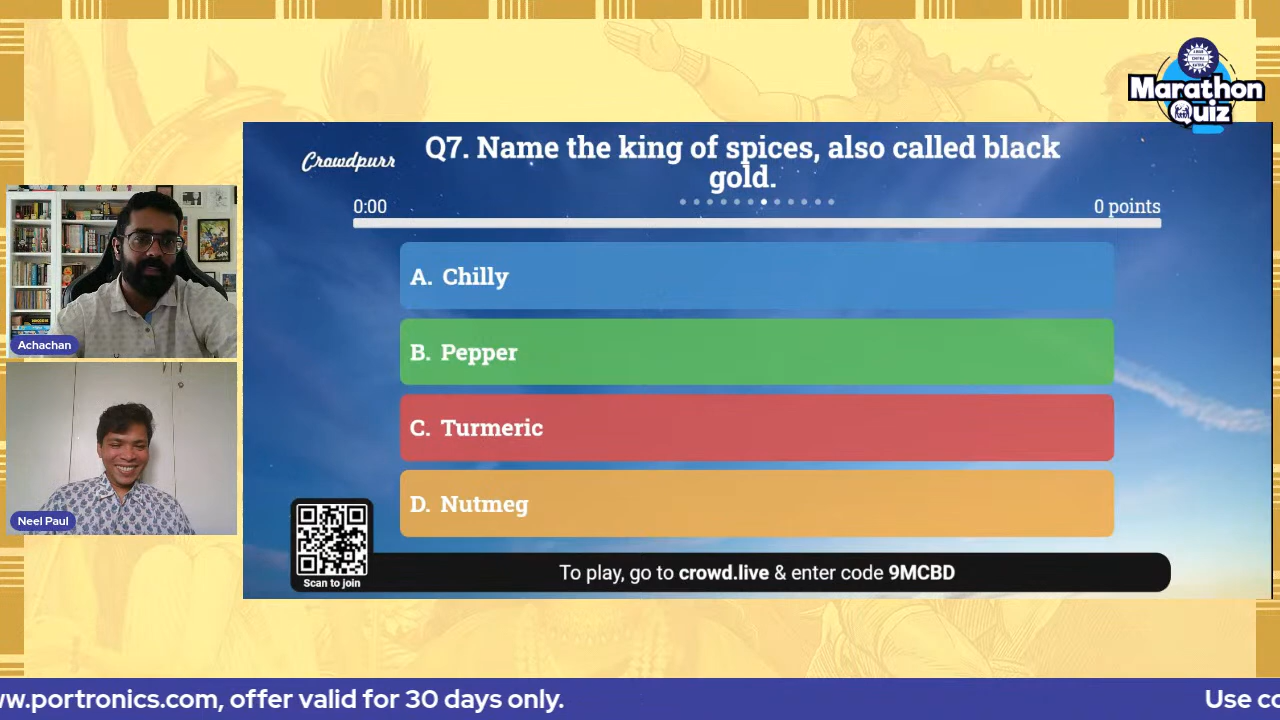 Marathon
Quiz
Crowdpurr
Q7. Name the king of spices, also called black
gold.
0:00
0 points
A. Chilly
B. Pepper
C. Turmeric
D. Nutmeg
Achachan
Neel Paul
Scan to join
To play, go to crowd.live & enter code 9MCBD
w.portronics.com, offer valid for 30 days only.
Use co